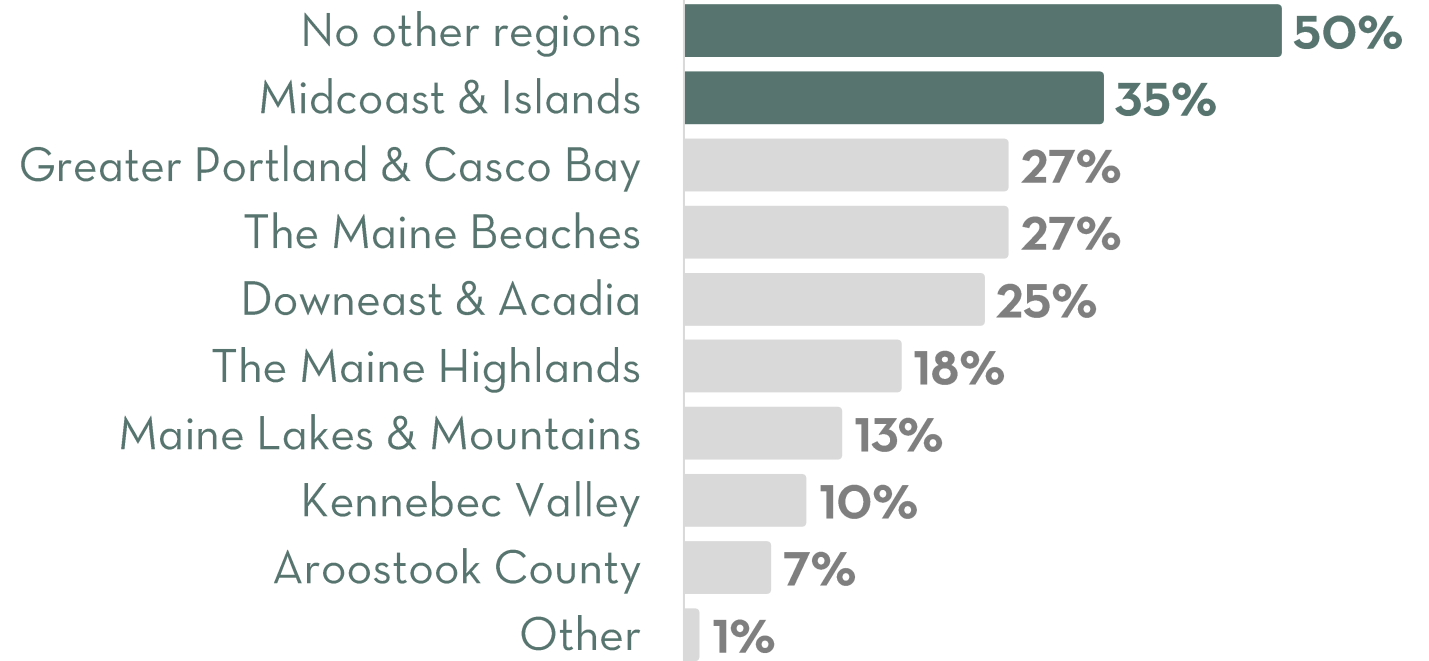 No other regions 50%
Midcoast & Islands 35%
Greater Portland & Casco Bay 27%
The Maine Beaches 27%
Downeast & Acadia 25%
The Maine Highlands 18%
Maine Lakes & Mountains 13%
Kennebec Valley 10%
Aroostook County 7%
Other 1%